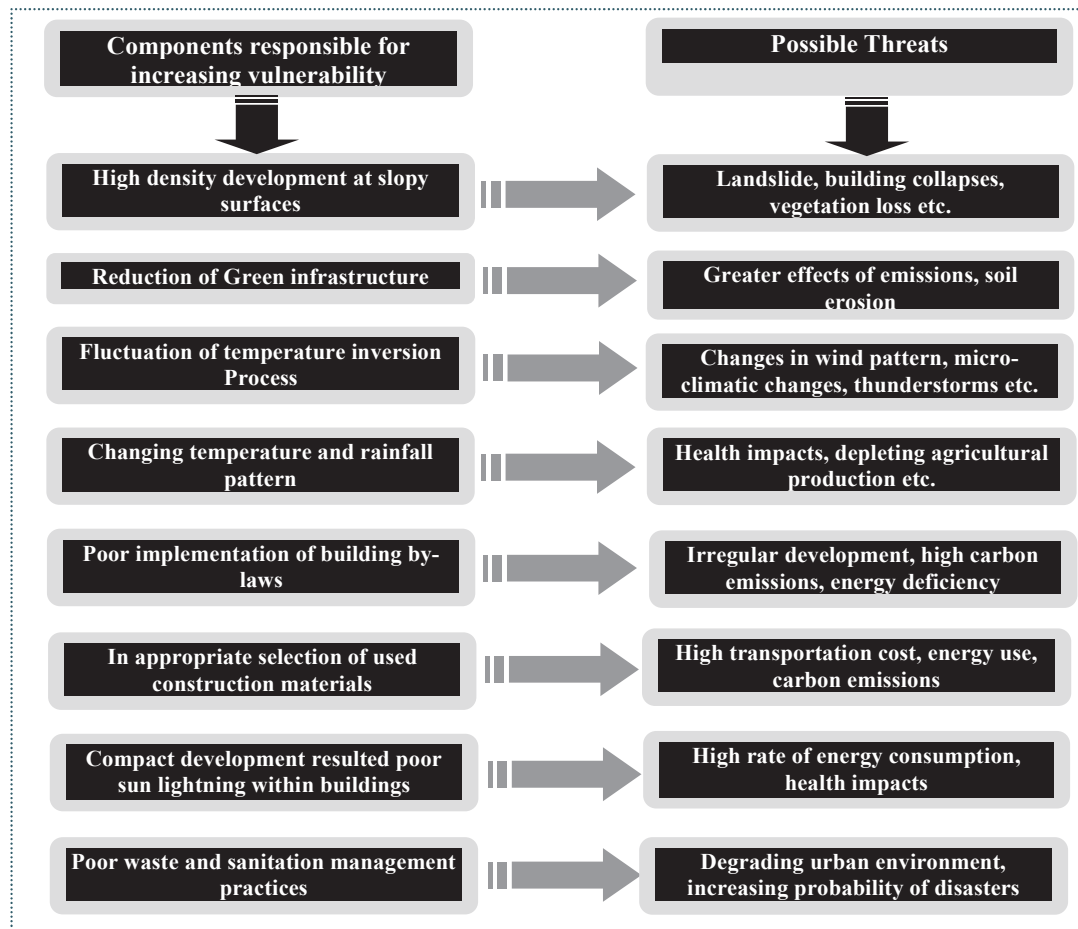 Components responsible for
increasing vulnerability
Possible Threats
High density development at slopy
surfaces
Landslide, building collapses,
vegetation loss etc.
Reduction of Green infrastructure
Greater effects of emissions, soil
erosion
Fluctuation of temperature inversion
Process
Changes in wind pattern, micro-
climatic changes, thunderstorms etc.
Changing temperature and rainfall
pattern
Health impacts, depleting agricultural
production etc.
Poor implementation of building by-
laws
Irregular development, high carbon
emissions, energy deficiency
In appropriate selection of used
construction materials
High transportation cost, energy use,
carbon emissions
Compact development resulted poor
sun lightning within buildings
High rate of energy consumption,
health impacts
Poor waste and sanitation management
practices
Degrading urban environment,
increasing probability of disasters